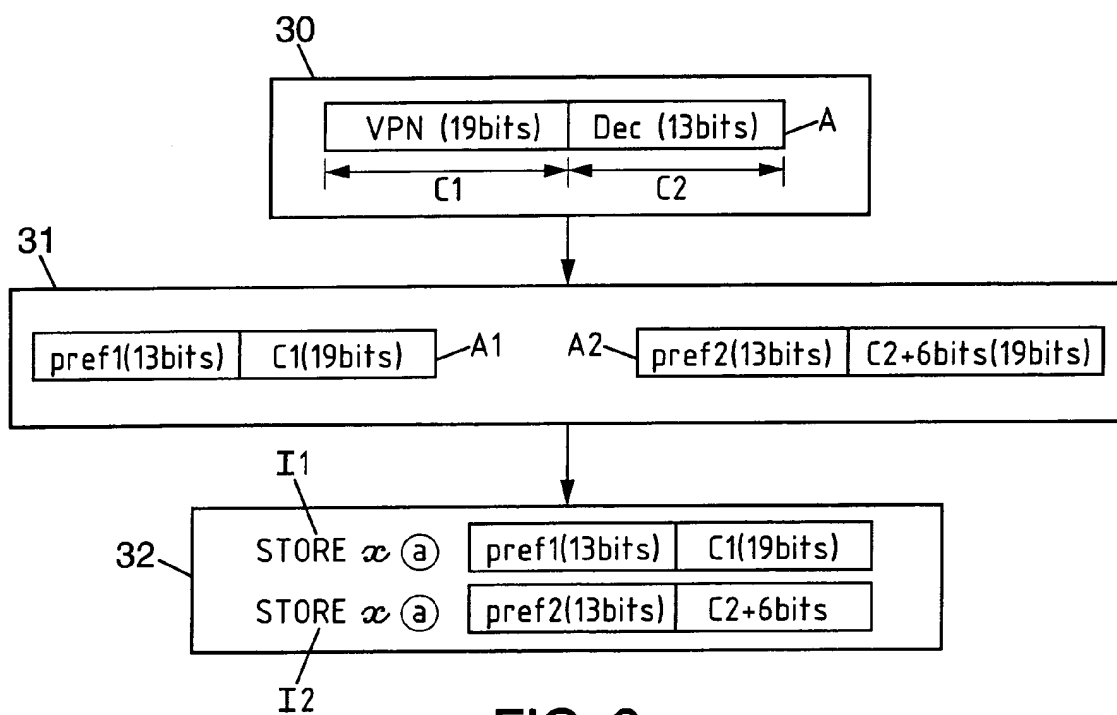 30
VPN (19bits) Dec (13bits) A
C1 C2
31
pref1(13bits) C1(19bits) A1 A2 pref2(13bits) C2+6bits(19bits)
I1
32 STORE x ⓐ pref1(13bits) C1(19bits)
STORE x ⓐ pref2(13bits) C2+6bits
I2